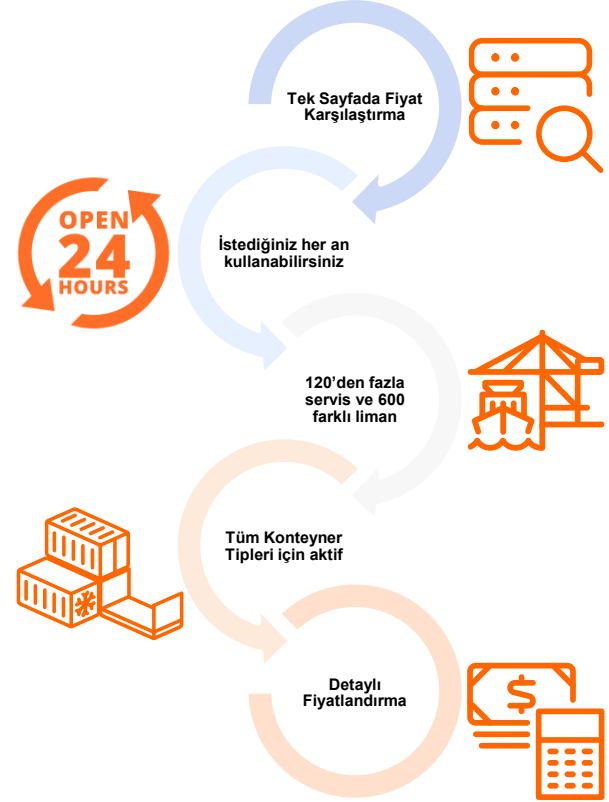 Tek Sayfada Fiyat
Karşılaştırma
OPEN
24
HOURS
İstediğiniz her an
kullanabilirsiniz
120’den fazla
servis ve 600
farklı liman
Tüm Konteyner
Tipleri için aktif
Detaylı
Fiyatlandırma
$